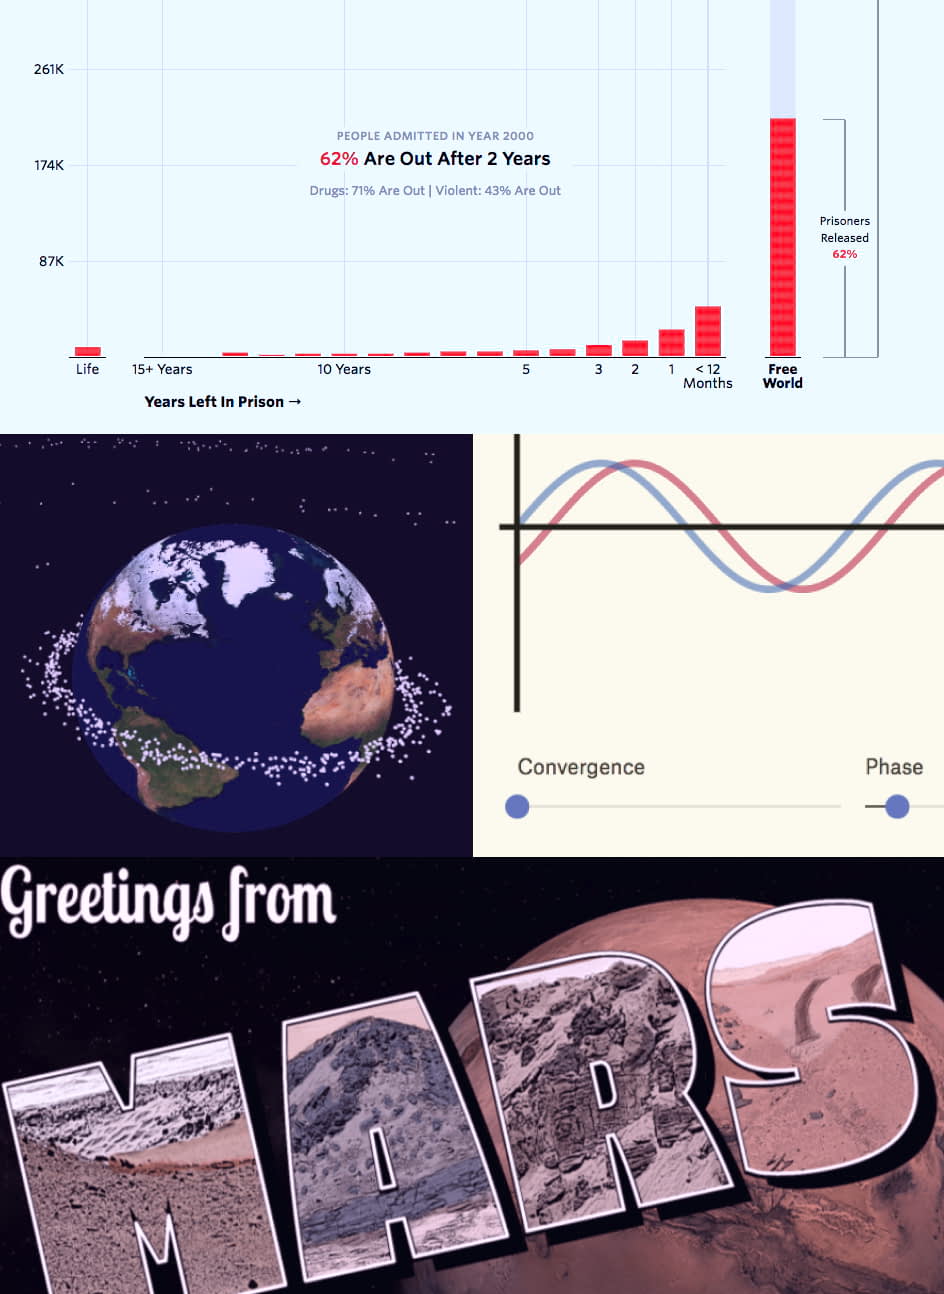 261K
PEOPLE ADMITTED IN YEAR 2000
62% Are Out After 2 Years
174K
Drugs: 71% Are Out | Violent: 43% Are Out
Prisoners
Released
62%
87K
Life
15+ Years
10 Years
5
3
2
1
< 12
Months
Free
World
Years Left In Prison →
Convergence
Phase
Greetings from
MARS